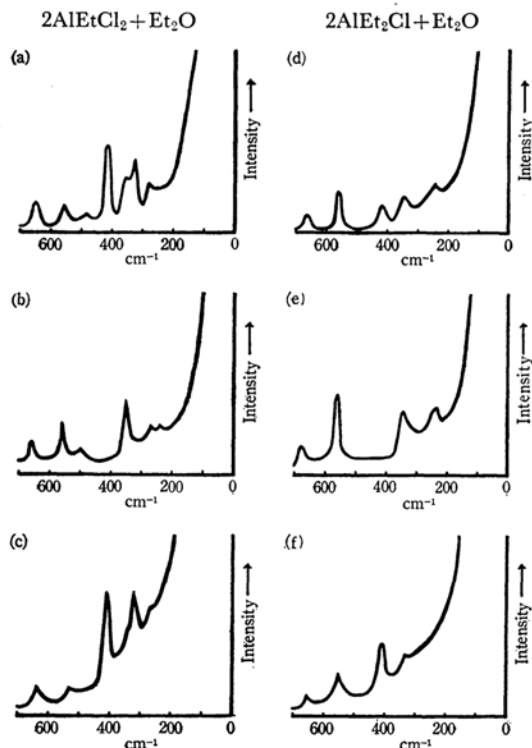 2AlEtCl₂+Et₂O
2AlEt₂Cl+Et₂O
(a)
Intensity →
600 400 200 0
cm⁻¹
(d)
Intensity →
600 400 200 0
cm⁻¹
(b)
Intensity →
600 400 200 0
cm⁻¹
(e)
Intensity →
600 400 200 0
cm⁻¹
(c)
Intensity →
600 400 200 0
cm⁻¹
(f)
Intensity →
600 400 200 0
cm⁻¹